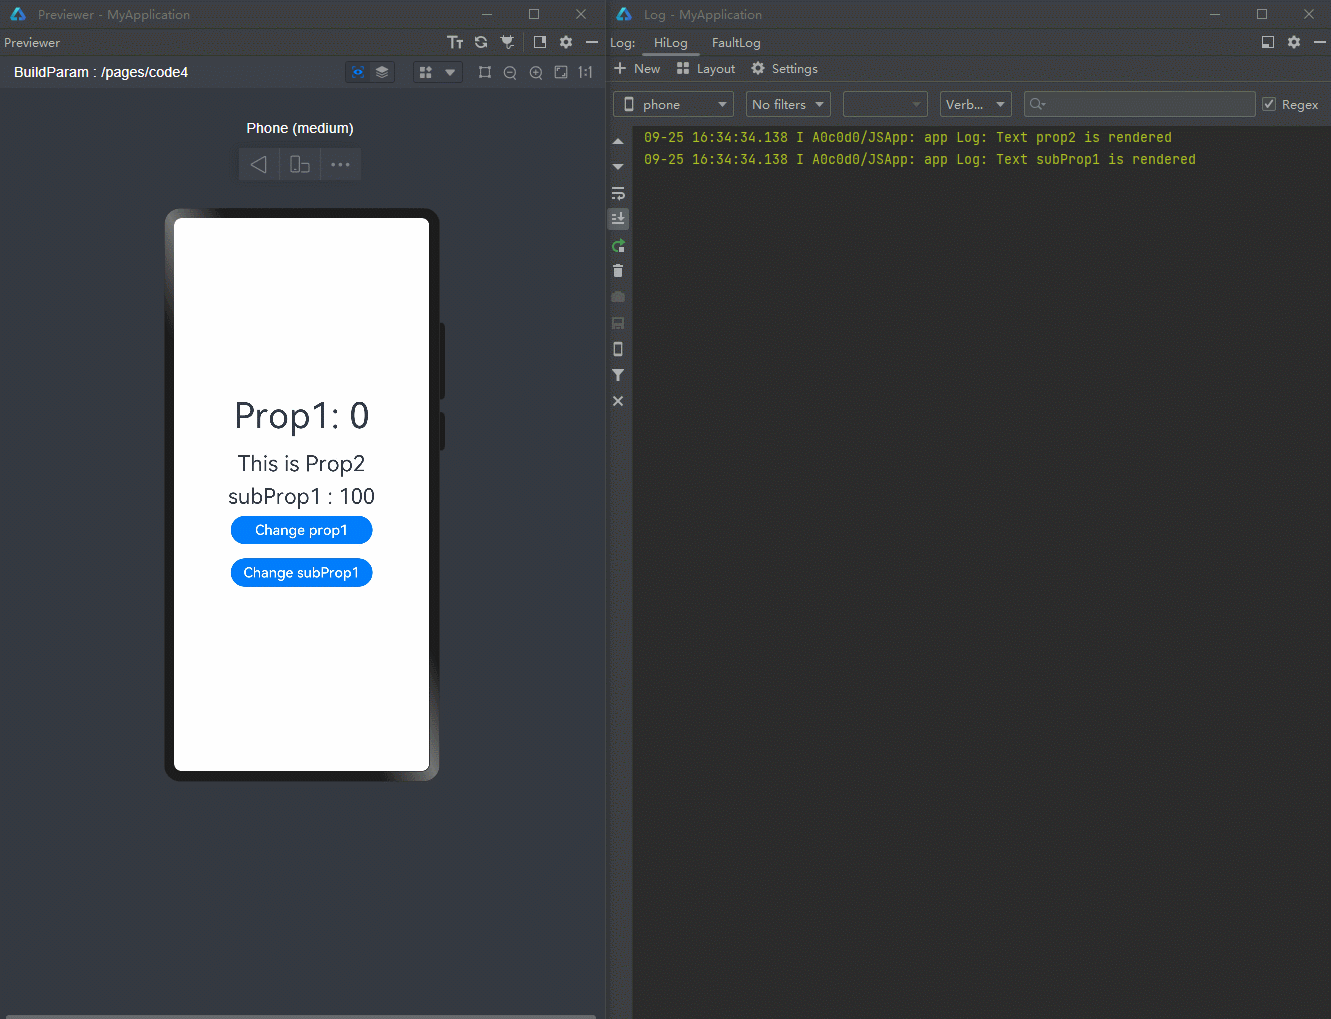 Previewer - MyApplication
Previewer
BuildParam : /pages/code4
1:1
Phone (medium)
Prop1: 0
This is Prop2
subProp1 : 100
Change prop1
Change subProp1
Log - MyApplication
Log: HiLog FaultLog
New Layout Settings
phone No filters Verb... Regex
09-25 16:34:34.138 I A0c0d0/JSApp: app Log: Text prop2 is rendered
09-25 16:34:34.138 I A0c0d0/JSApp: app Log: Text subProp1 is rendered